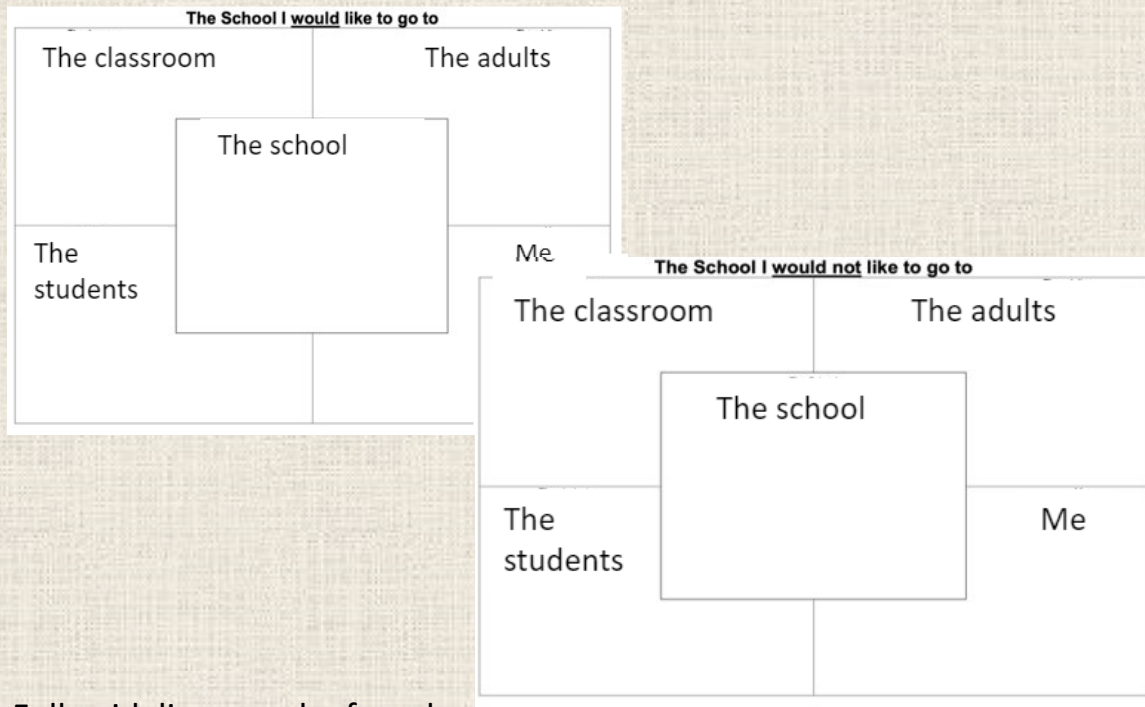 The School I would like to go to
The classroom
The adults
The school
The
students
Me
The School I would not like to go to
The classroom
The adults
The school
The
students
Me